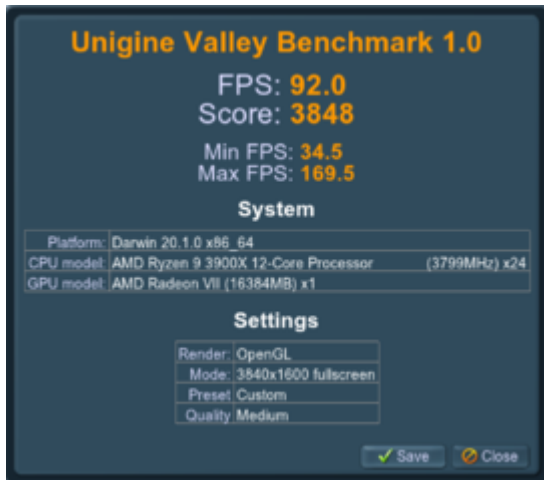 Unigine Valley Benchmark 1.0
FPS: 92.0
Score: 3848
Min FPS: 34.5
Max FPS: 169.5
System
Platform: Darwin 20.1.0 x86_64
CPU model: AMD Ryzen 9 3900X 12-Core Processor (3799MHz) x24
GPU model: AMD Radeon VII (16384MB) x1
Settings
Render: OpenGL
Mode: 3840x1600 fullscreen
Preset Custom
Quality Medium
Save Close